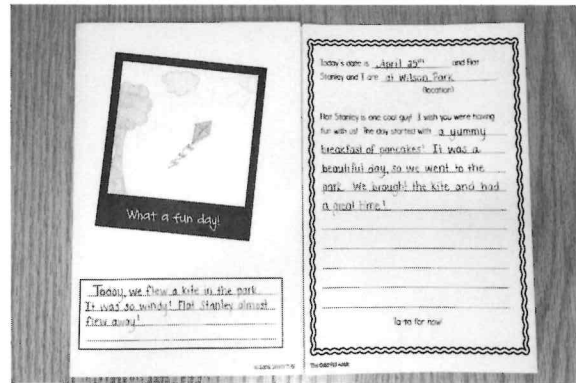 What a fun day!
Today, we flew a kite in the park.
It was so windy! Flat Stanley almost
flew away!
Today's date is April 25th and Flat
Stanley and I are at Wilson Park
(location)
Flat Stanley is one cool guy! I wish you were having
fun with us! The day started with a yummy
breakfast of pancakes! It was a
beautiful day, so we went to the
park. We brought the kite and had
a great time!
Ta-ta for now